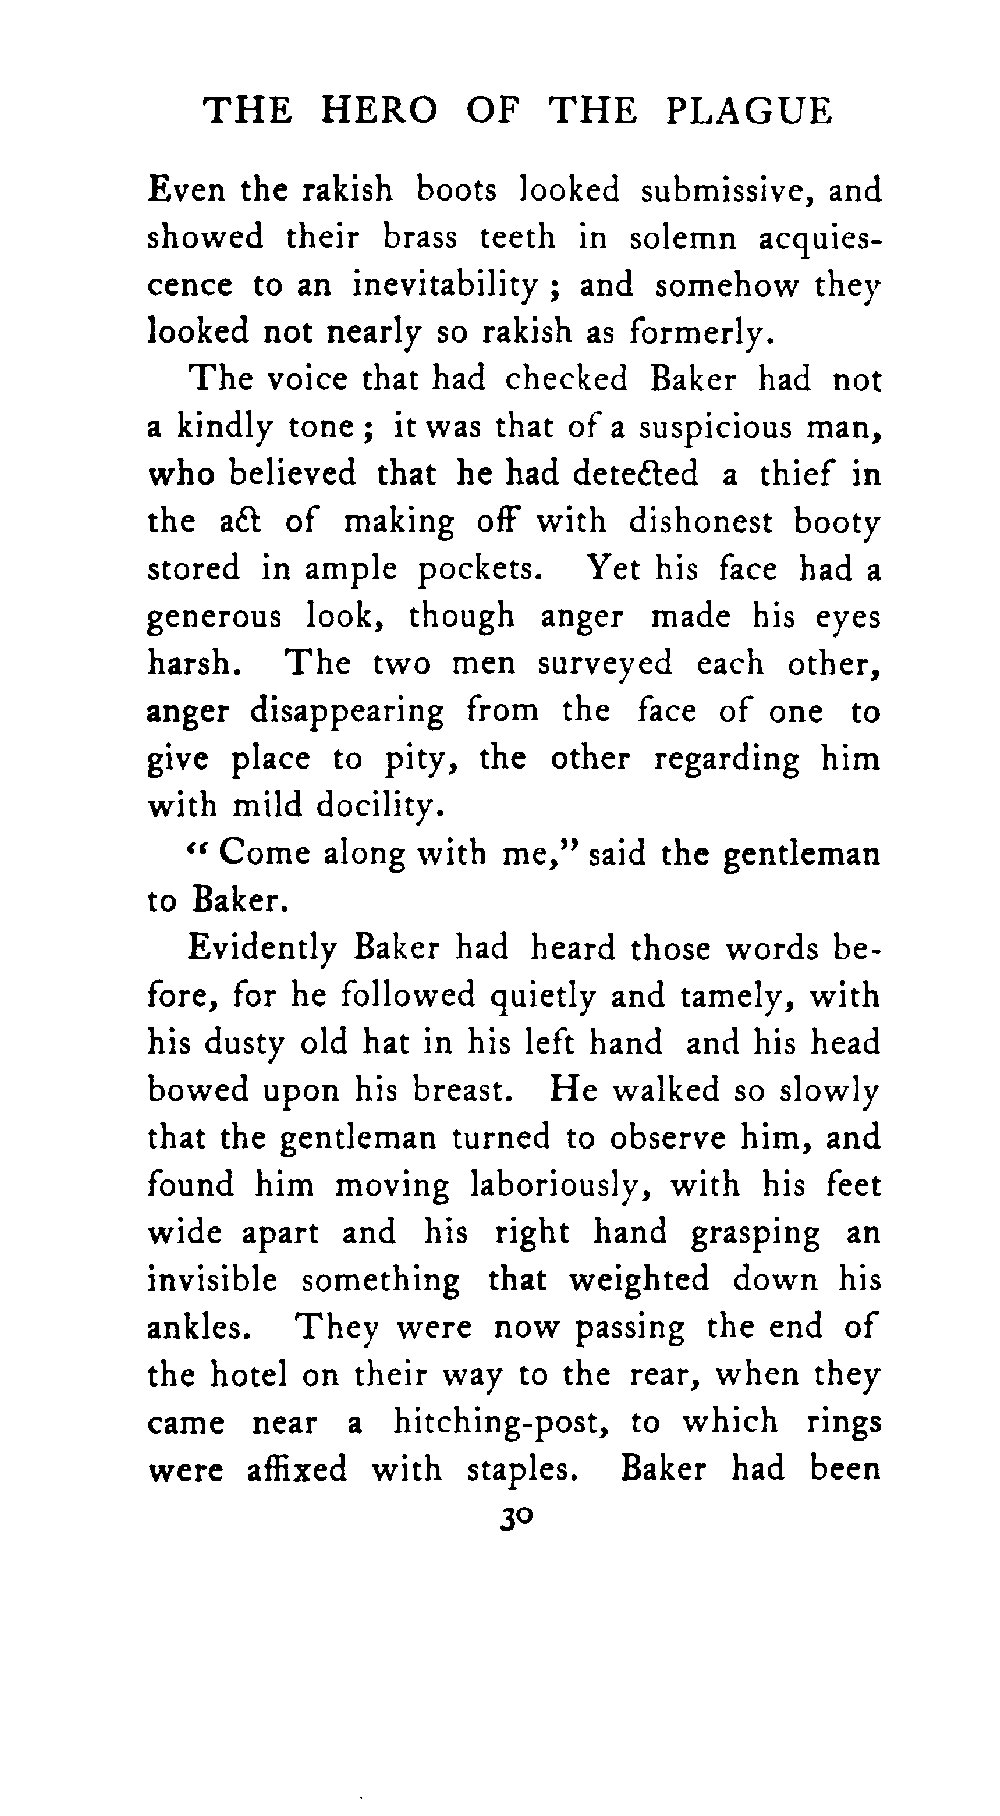 THE HERO OF THE PLAGUE
Even the rakish boots looked submissive, and
showed their brass teeth in solemn acquies-
cence to an inevitability ; and somehow they
looked not nearly so rakish as formerly.
The voice that had checked Baker had not
a kindly tone ; it was that of a suspicious man,
who believed that he had detected a thief in
the act of making off with dishonest booty
stored in ample pockets. Yet his face had a
generous look, though anger made his eyes
harsh. The two men surveyed each other,
anger disappearing from the face of one to
give place to pity, the other regarding him
with mild docility.
“ Come along with me,” said the gentleman
to Baker.
Evidently Baker had heard those words be-
fore, for he followed quietly and tamely, with
his dusty old hat in his left hand and his head
bowed upon his breast. He walked so slowly
that the gentleman turned to observe him, and
found him moving laboriously, with his feet
wide apart and his right hand grasping an
invisible something that weighted down his
ankles. They were now passing the end of
the hotel on their way to the rear, when they
came near a hitching-post, to which rings
were affixed with staples. Baker had been
30